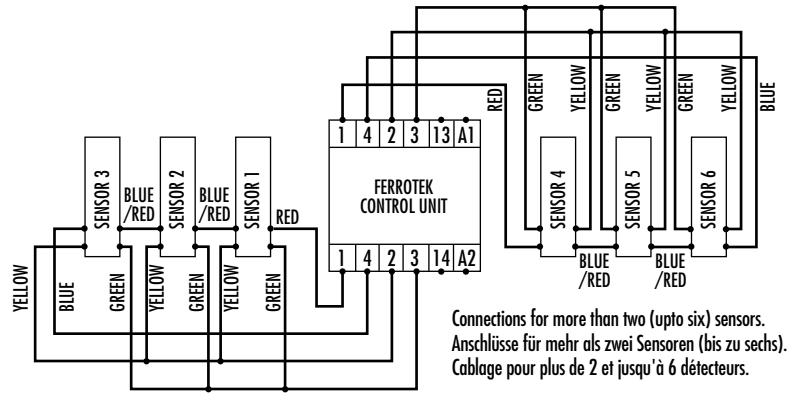 RED
GREEN
YELLOW
GREEN
YELLOW
GREEN
YELLOW
BLUE
1 4 2 3 13 A1
FERROTEK
CONTROL UNIT
1 4 2 3 14 A2
SENSOR 3
BLUE
/RED
SENSOR 2
BLUE
/RED
SENSOR 1
RED
SENSOR 4
SENSOR 5
SENSOR 6
BLUE
/RED
BLUE
/RED
YELLOW
BLUE
GREEN
YELLOW
GREEN
YELLOW
GREEN
Connections for more than two (upto six) sensors.
Anschlüsse für mehr als zwei Sensoren (bis zu sechs).
Cablage pour plus de 2 et jusqu'à 6 détecteurs.